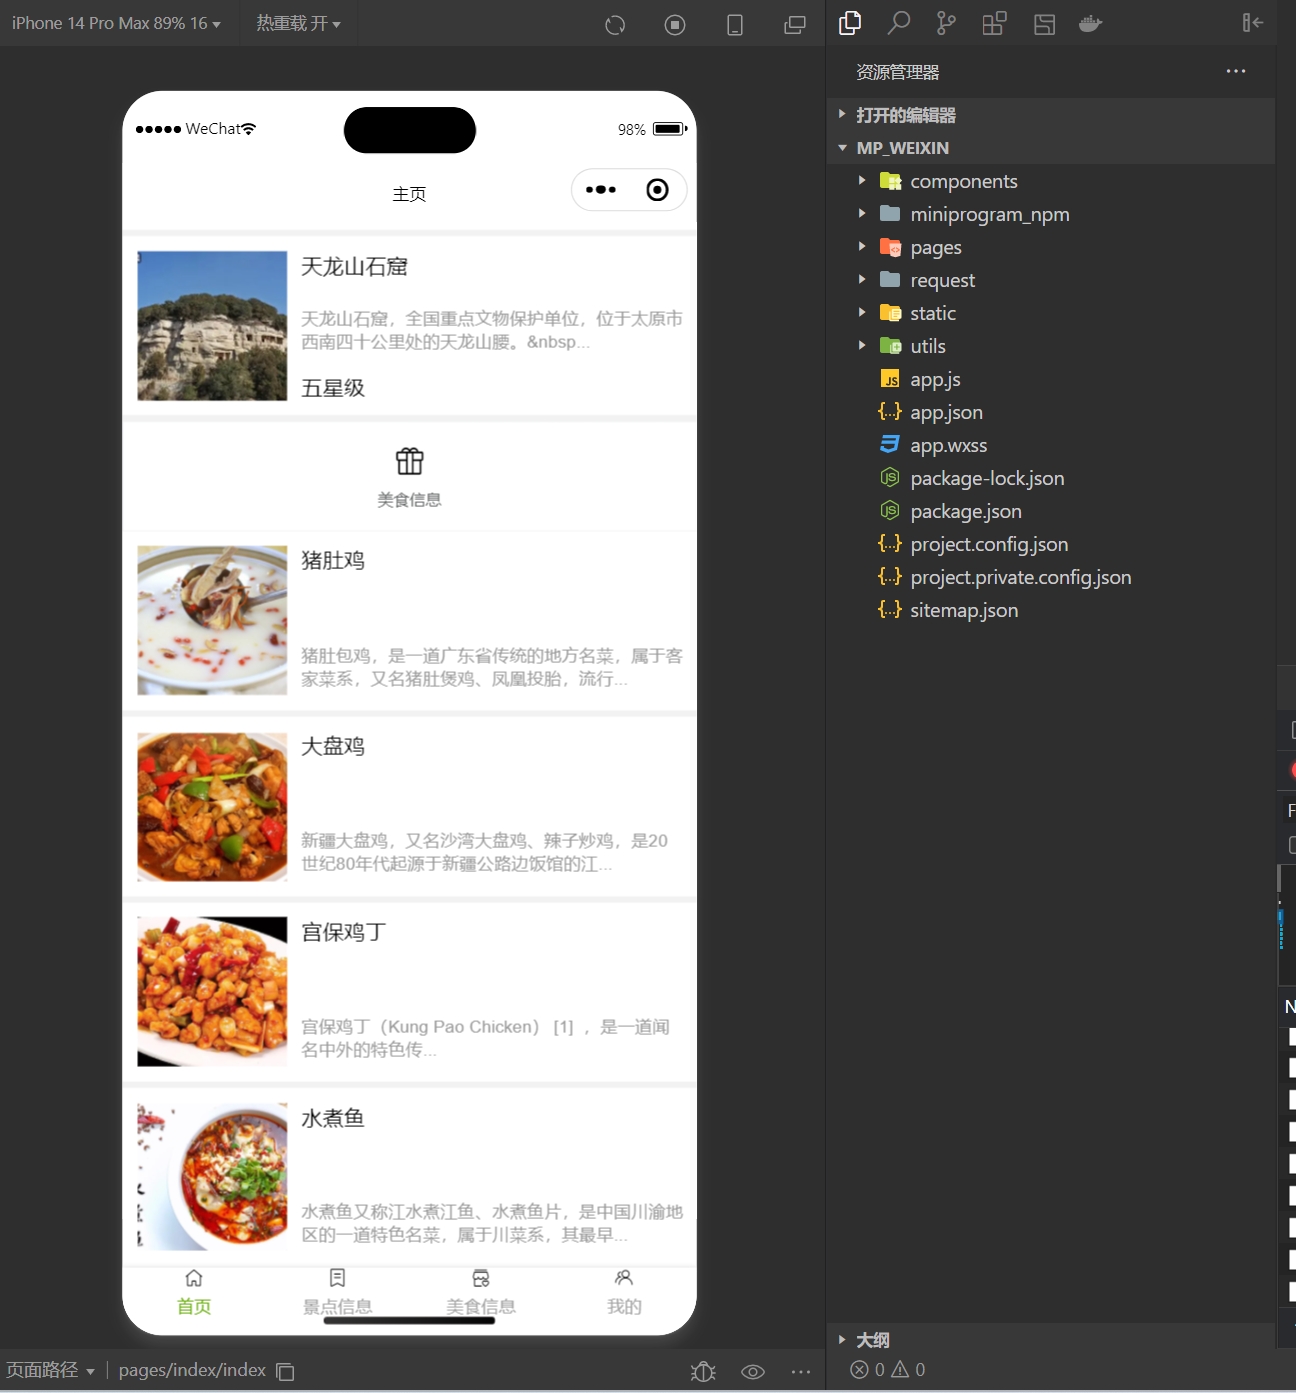 iPhone 14 Pro Max 89% 16
热重载 开
WeChat
98%
主页
天龙山石窟
天龙山石窟，全国重点文物保护单位，位于太原市
西南四十公里处的天龙山腰。&nbsp...
五星级
美食信息
猪肚鸡
猪肚包鸡，是一道广东省传统的地方名菜，属于客
家菜系，又名猪肚煲鸡、凤凰投胎，流行...
大盘鸡
新疆大盘鸡，又名沙湾大盘鸡、辣子炒鸡，是20
世纪80年代起源于新疆公路边饭馆的江...
宫保鸡丁
宫保鸡丁（Kung Pao Chicken） [1] ，是一道闻
名中外的特色传...
水煮鱼
水煮鱼又称江水煮江鱼、水煮鱼片，是中国川渝地
区的一道特色名菜，属于川菜系，其最早...
首页
景点信息
美食信息
我的
页面路径
pages/index/index
资源管理器
打开的编辑器
MP_WEIXIN
components
miniprogram_npm
pages
request
static
utils
app.js
app.json
app.wxss
package-lock.json
package.json
project.config.json
project.private.config.json
sitemap.json
大纲
0
0